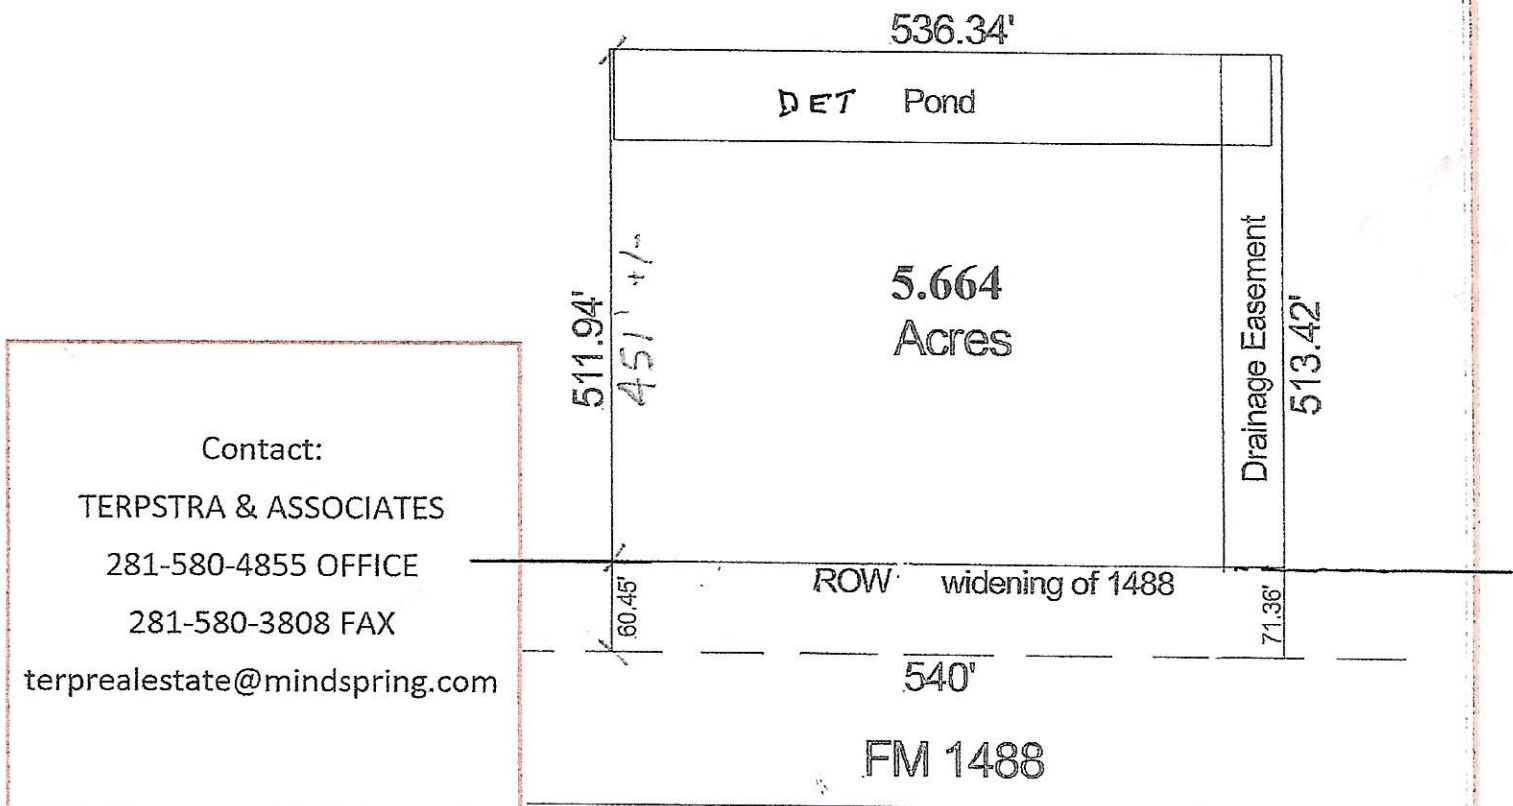 536.34'
DET Pond
5.664
Acres
511.94'
451' +/-
Drainage Easement
513.42'
ROW widening of 1488
60.45'
71.36'
540'
FM 1488
Contact:
TERPSTRA & ASSOCIATES
281-580-4855 OFFICE
281-580-3808 FAX
terprealestate@mindspring.com